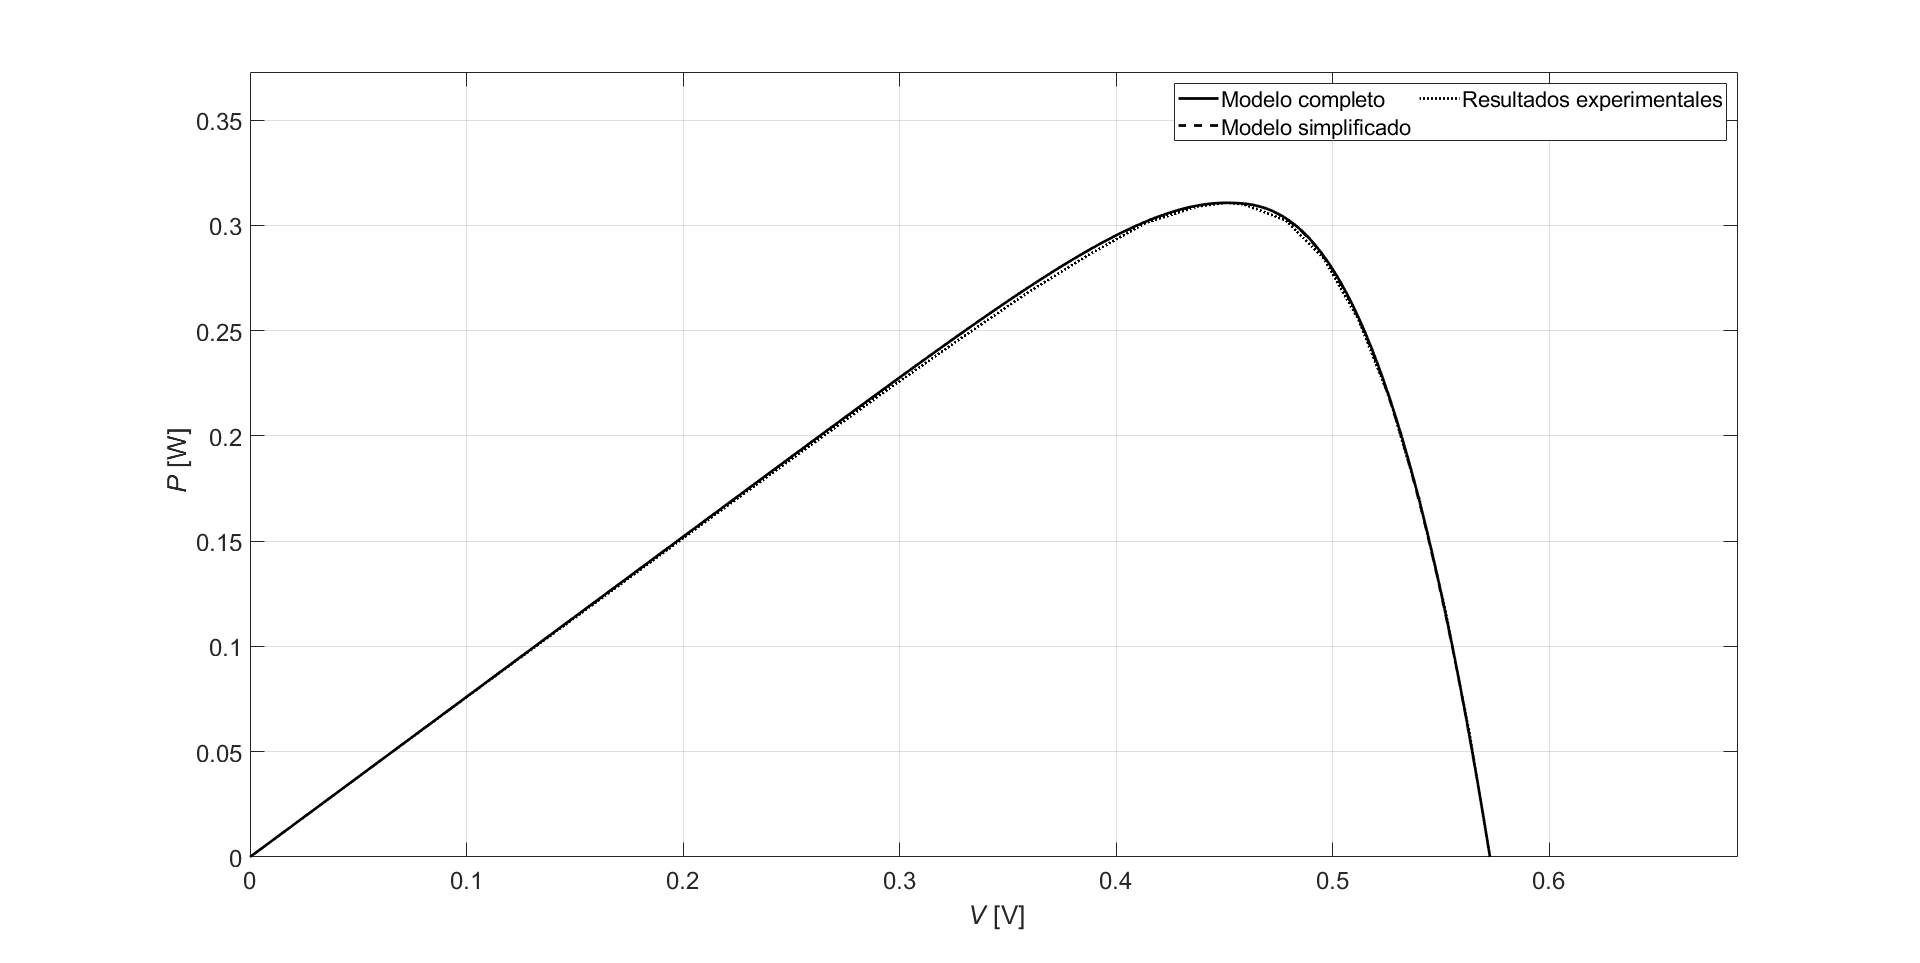 Modelo completo
Resultados experimentales
Modelo simplificado
0.35
0.3
0.25
0.2
0.15
0.1
0.05
0
P [W]
0 0.1 0.2 0.3 0.4 0.5 0.6
V [V]